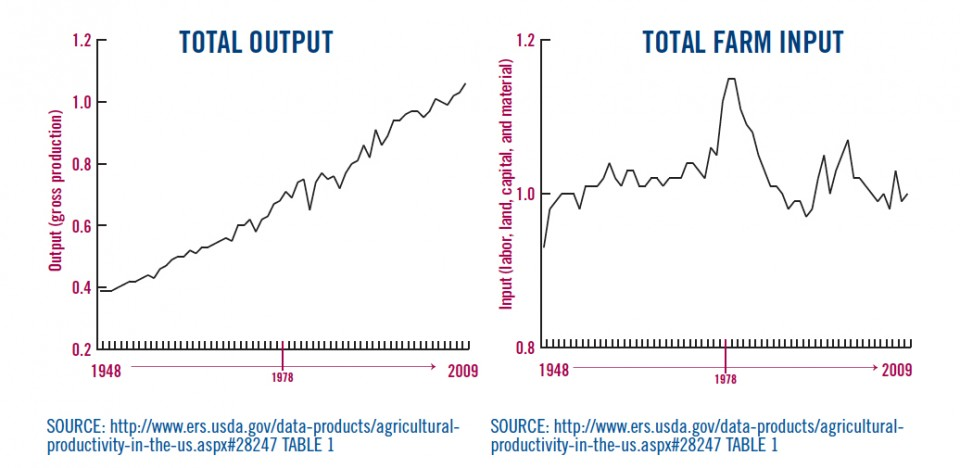 TOTAL OUTPUT
Output (gross production)
1.2
1.0
0.8
0.6
0.4
0.2
1948
1978
2009
SOURCE: http://www.ers.usda.gov/data-products/agricultural-
productivity-in-the-us.aspx#28247 TABLE 1
TOTAL FARM INPUT
Input (labor, land, capital, and material)
1.2
1.0
0.8
1948
1978
2009
SOURCE: http://www.ers.usda.gov/data-products/agricultural-
productivity-in-the-us.aspx#28247 TABLE 1